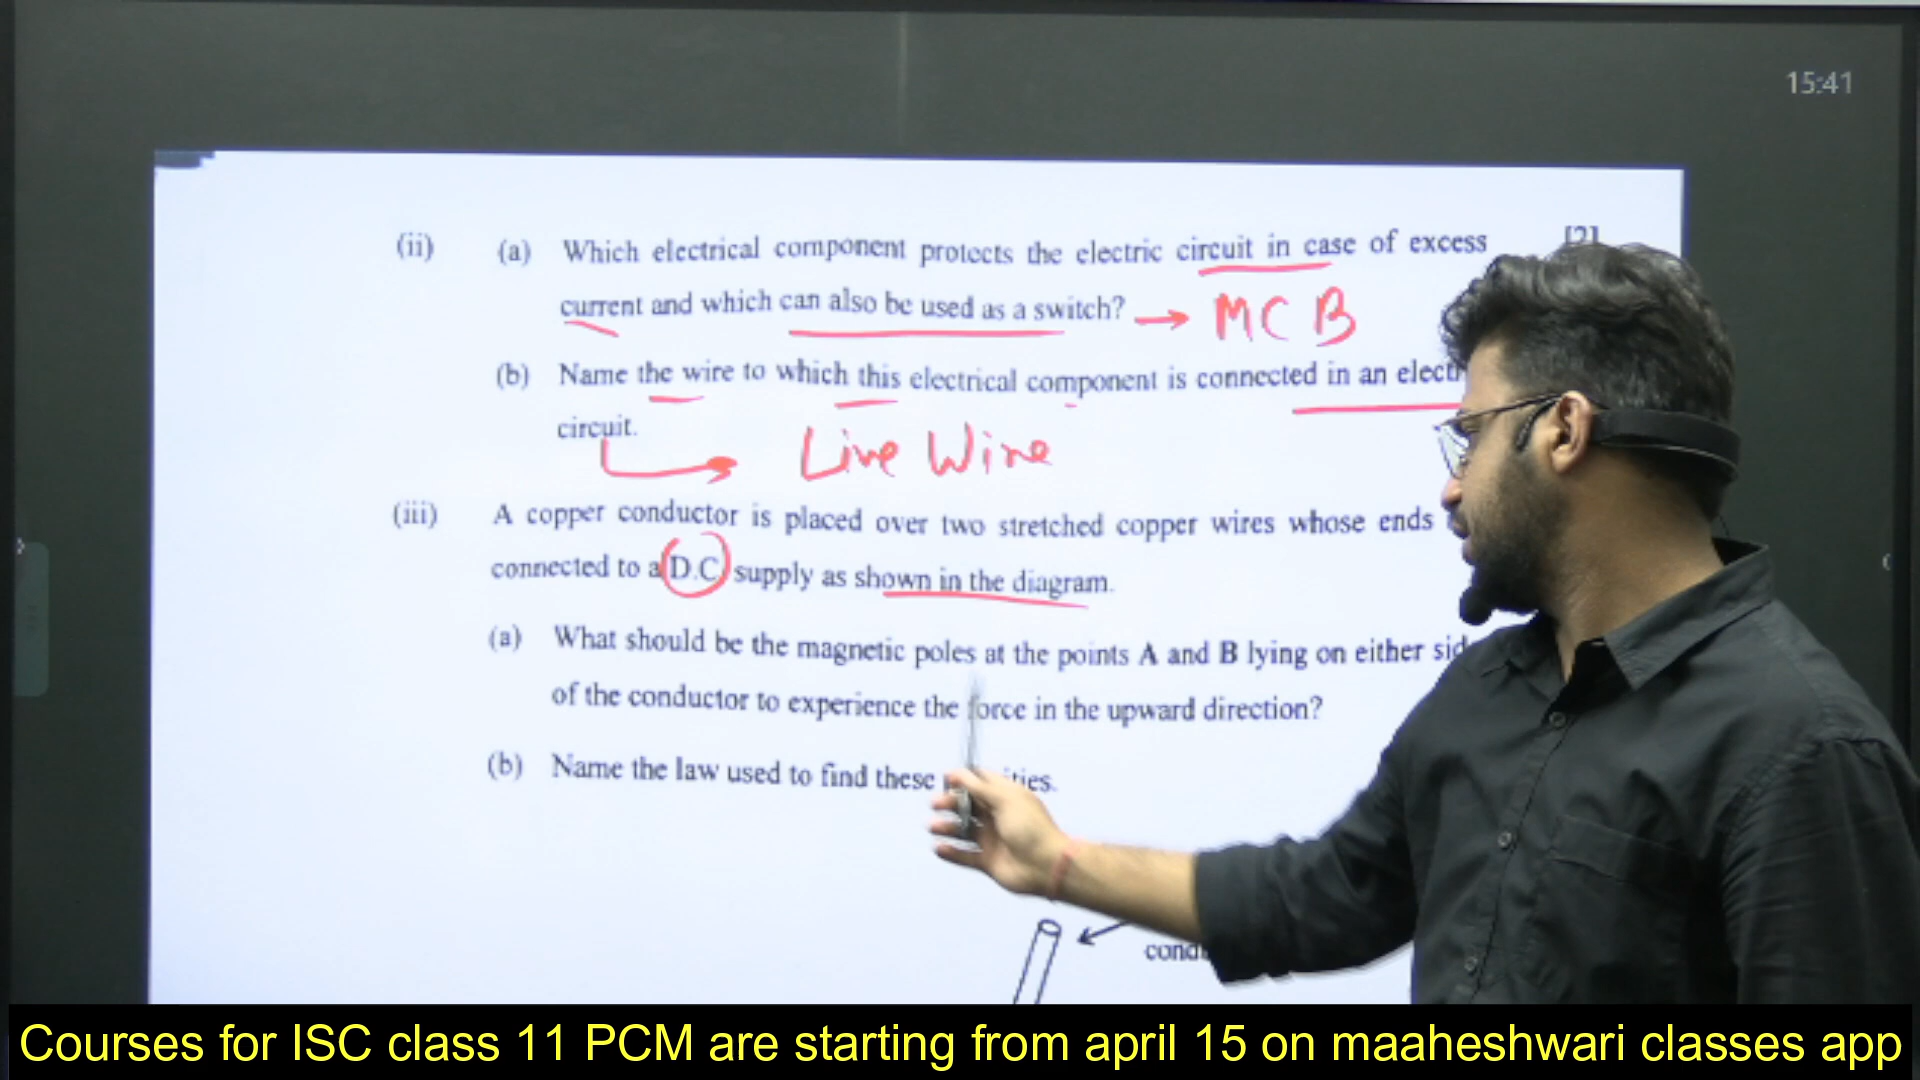 15:41
(ii) (a) Which electrical component protects the electric circuit in case of excess [2]
current and which can also be used as a switch? → MCB
(b) Name the wire to which this electrical component is connected in an
circuit.
Live Wire
(iii) A copper conductor is placed over two stretched copper wires whose ends
connected to a D.C. supply as shown in the diagram.
(a) What should be the magnetic poles at the points A and B lying on either
of the conductor to experience the force in the upward direction?
(b) Name the law used to find these
Courses for ISC class 11 PCM are starting from april 15 on maaheshwari classes app